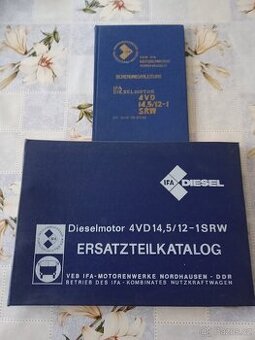 BEDIENUNGSANLEITUNG
IFA
DIESELMOTOR
4VD
14,5/12-1
SRW
IFA DIESEL
Dieselmotor 4VD14,5/12-1SRW
ERSATZTEILKATALOG
VEB IFA-MOTORENWERKE NORDHAUSEN - DDR
BETRIEB DES IFA-KOMBINATES NUTZKRAFTWAGEN